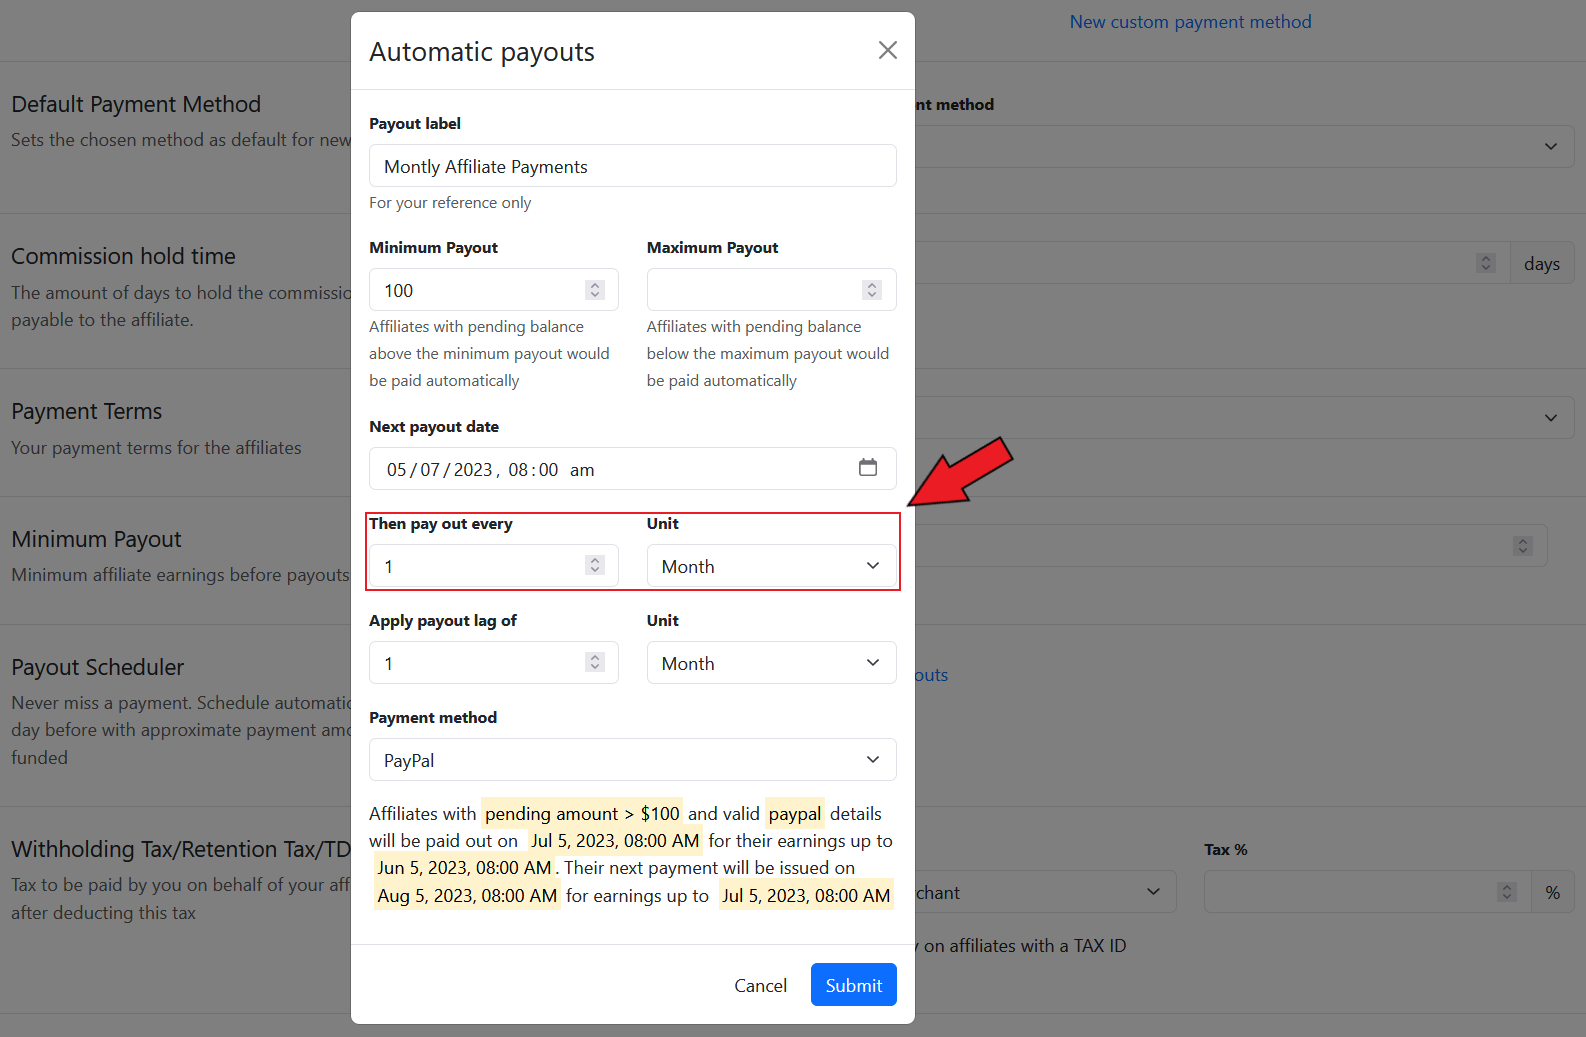 New custom payment method
Automatic payouts
Default Payment Method
Sets the chosen method as default for new
nt method
Payout label
Montly Affiliate Payments
For your reference only
Commission hold time
The amount of days to hold the commissio
payable to the affiliate.
days
Minimum Payout
Maximum Payout
100
Affiliates with pending balance
above the minimum payout would
be paid automatically
Affiliates with pending balance
below the maximum payout would
be paid automatically
Payment Terms
Your payment terms for the affiliates
Next payout date
05/07/2023, 08:00 am
Then pay out every
Unit
1
Month
Minimum Payout
Minimum affiliate earnings before payouts
Apply payout lag of
Unit
1
Month
Payout Scheduler
Never miss a payment. Schedule automatic
day before with approximate payment amo
funded
outs
Payment method
PayPal
Affiliates with pending amount > $100 and valid paypal details
will be paid out on Jul 5, 2023, 08:00 AM for their earnings up to
Jun 5, 2023, 08:00 AM. Their next payment will be issued on
Aug 5, 2023, 08:00 AM for earnings up to Jul 5, 2023, 08:00 AM
Withholding Tax/Retention Tax/TD
Tax to be paid by you on behalf of your aff
after deducting this tax
Tax %
chant
%
y on affiliates with a TAX ID
Cancel
Submit